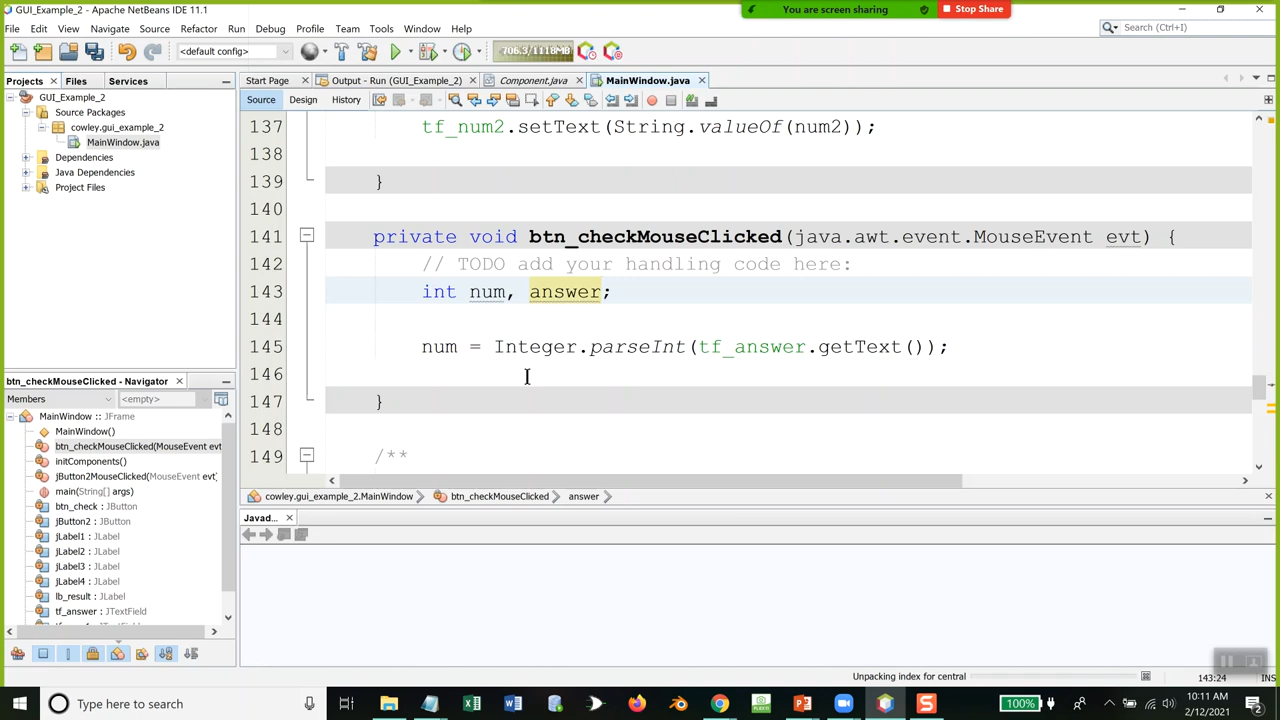 GUI_Example_2 - Apache NetBeans IDE 11.1
You are screen sharing
Stop Share
File Edit View Navigate Source Refactor Run Debug Profile Team Tools Window Help
Search (Ctrl+I)
<default config>
706.3/1118MB
Projects Files Services
Start Page Output - Run (GUI_Example_2) Component.java MainWindow.java
Source Design History
GUI_Example_2
Source Packages
cowley.gui_example_2
MainWindow.java
Dependencies
Java Dependencies
Project Files
137 tf_num2.setText(String.valueOf(num2));
138
139 }
140
141 private void btn_checkMouseClicked(java.awt.event.MouseEvent evt) {
142 // TODO add your handling code here:
143 int num, answer;
144
145 num = Integer.parseInt(tf_answer.getText());
146
147 }
148
149 /**
btn_checkMouseClicked - Navigator
Members <empty>
MainWindow :: JFrame
MainWindow()
btn_checkMouseClicked(MouseEvent evt
initComponents()
jButton2MouseClicked(MouseEvent evt)
main(String[] args)
btn_check : JButton
jButton2 : JButton
jLabel1 : JLabel
jLabel2 : JLabel
jLabel3 : JLabel
jLabel4 : JLabel
lb_result : JLabel
tf_answer : JTextField
cowley.gui_example_2.MainWindow btn_checkMouseClicked answer
Javad...
Unpacking index for central
143:24
INS
Type here to search
100%
10:11 AM
2/12/2021